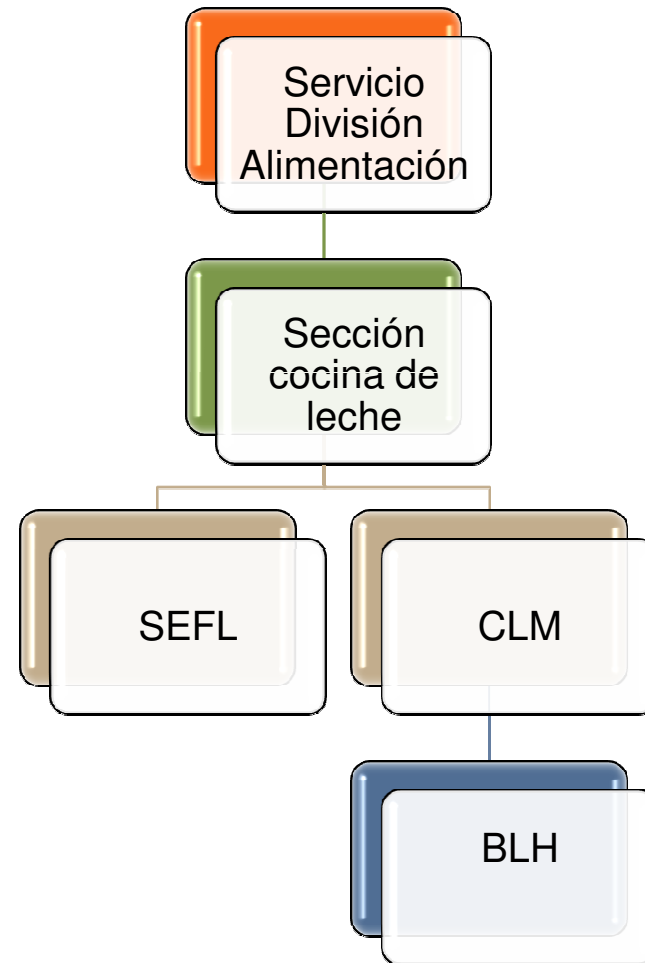 Servicio
División
Alimentación
Sección
cocina de
leche
SEFL
CLM
BLH